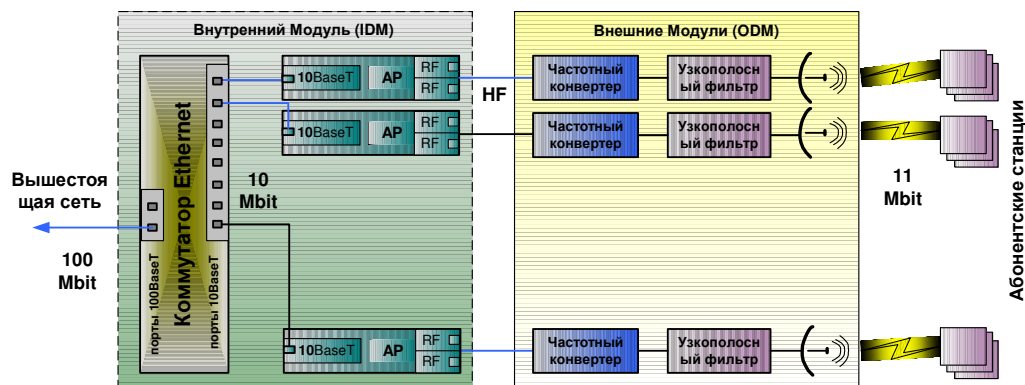 Внутренний Модуль (IDM)
Внешние Модули (ODM)
10BaseT
AP
RF
RF
HF
Частотный
конвертер
Узкополосн
ый фильтр
10BaseT
AP
RF
RF
Частотный
конвертер
Узкополосн
ый фильтр
Вышестоя
щая сеть
100
Mbit
порты 100BaseT
Коммутатор Ethernet
порты 10BaseT
10
Mbit
11
Mbit
Абонентские станции
10BaseT
AP
RF
RF
Частотный
конвертер
Узкополосн
ый фильтр